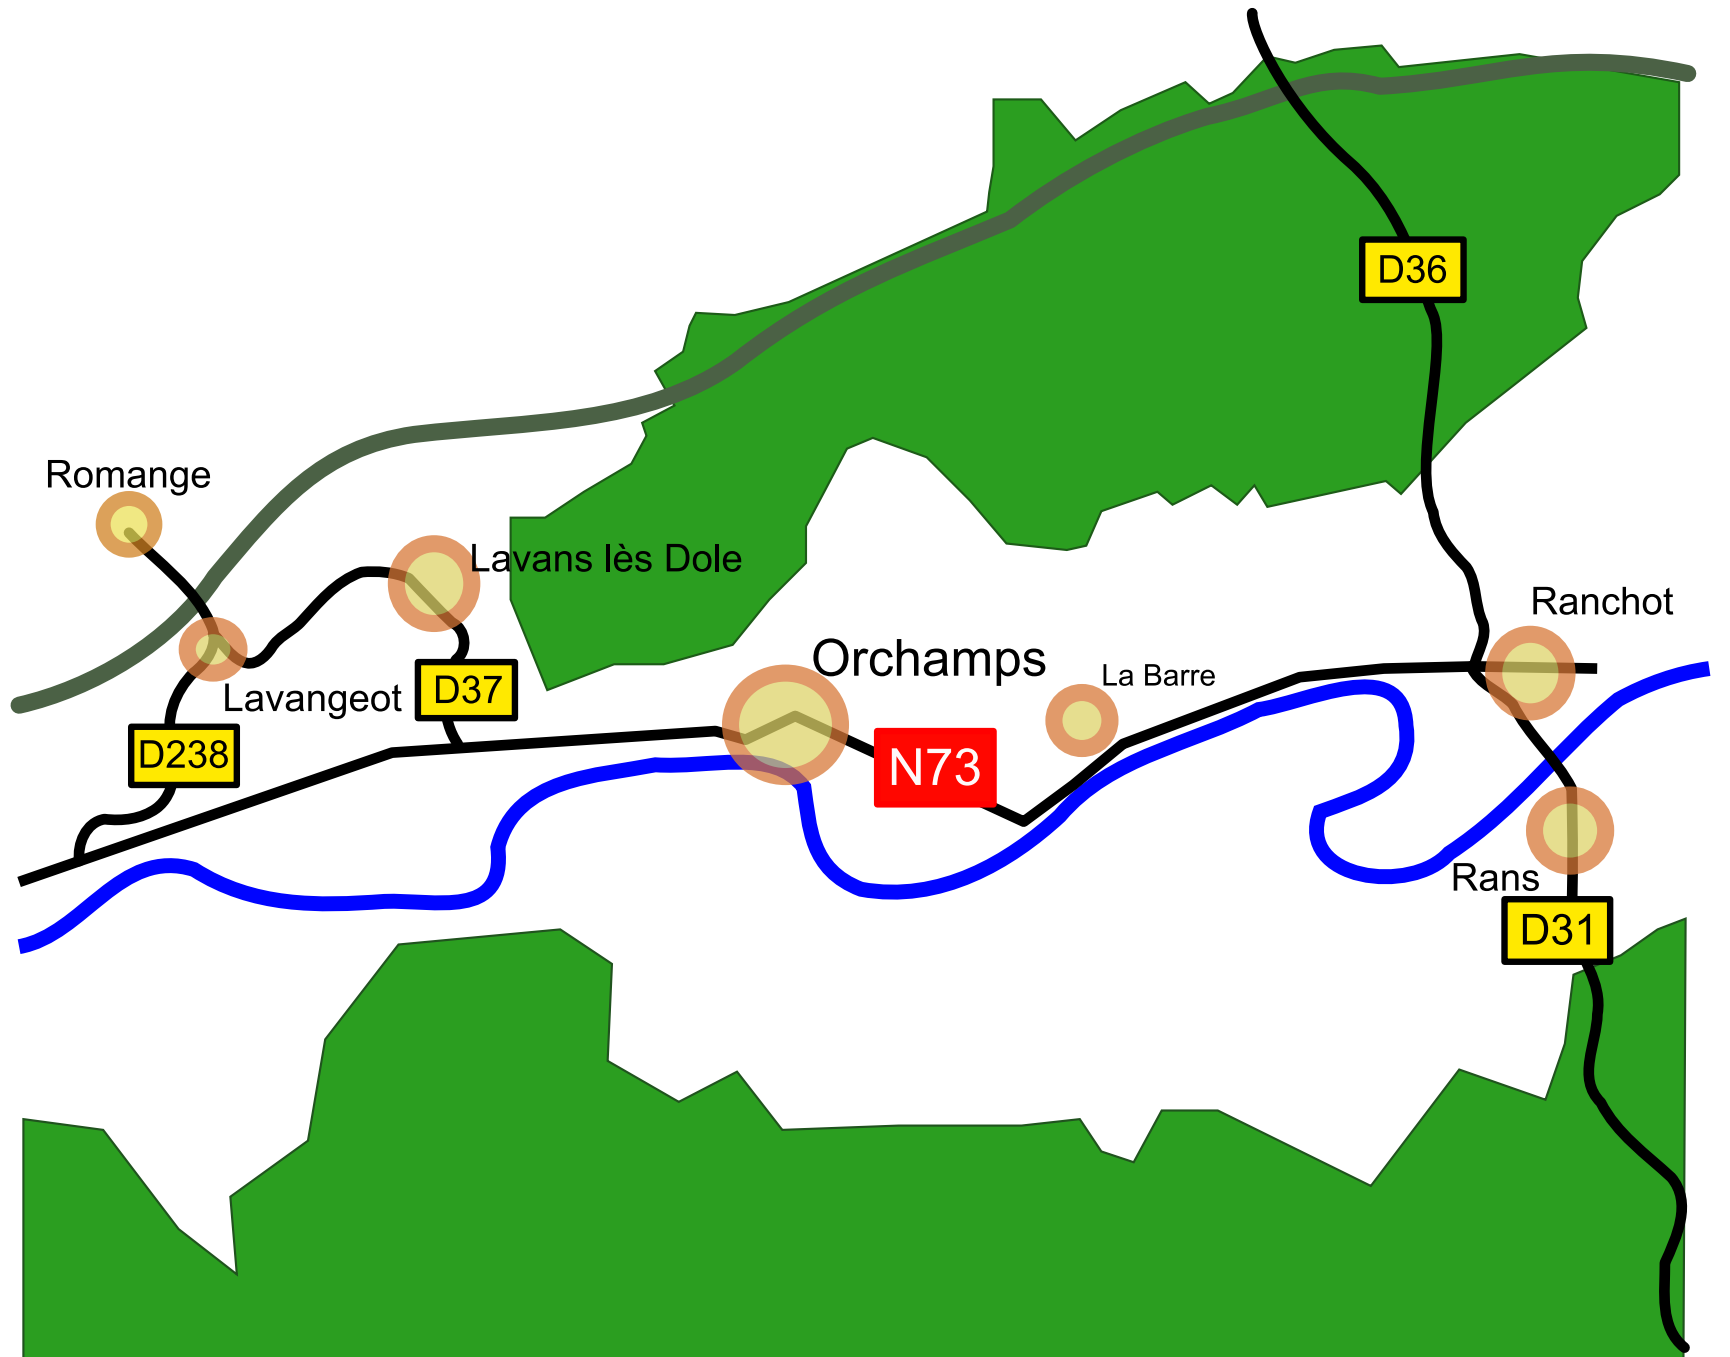 D36
Romange
Lavans lès Dole
Ranchot
Orchamps
La Barre
Lavangeot
D37
D238
N73
Rans
D31